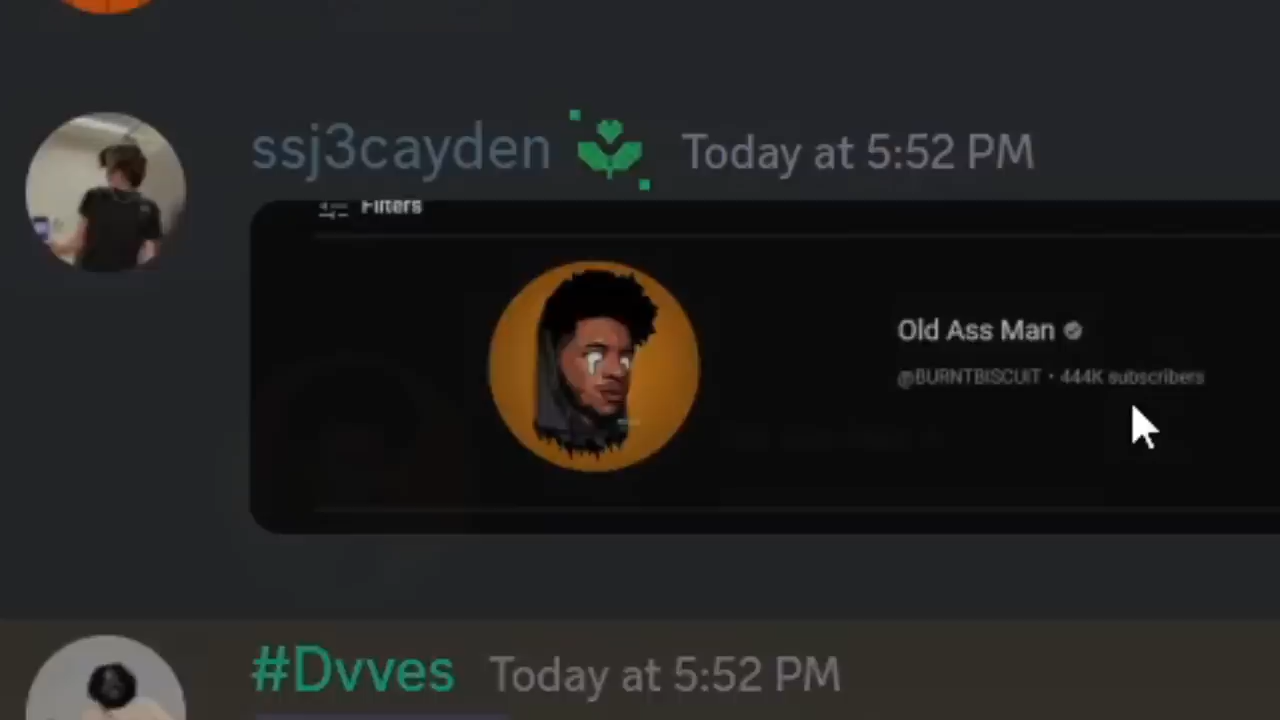 ssj3cayden Today at 5:52 PM
Filters
Old Ass Man
@BURNTBISCUIT • 444K subscribers
#Dvves Today at 5:52 PM